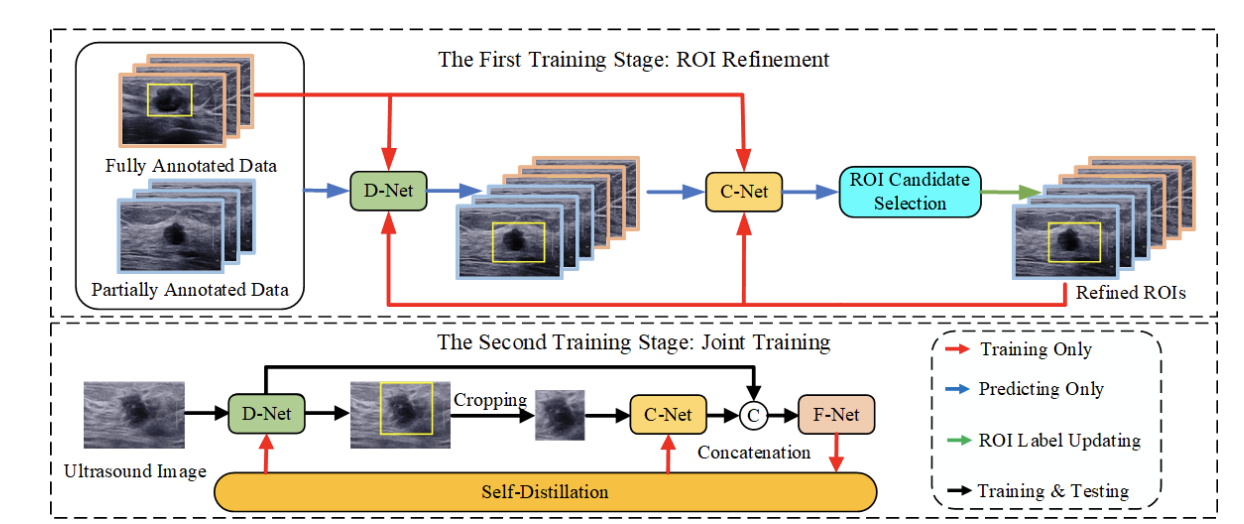 The First Training Stage: ROI Refinement
Fully Annotated Data
Partially Annotated Data
D-Net
C-Net
ROI Candidate
Selection
Refined ROIs
The Second Training Stage: Joint Training
Ultrasound Image
D-Net
Cropping
C-Net
C
Concatenation
F-Net
Self-Distillation
Training Only
Predicting Only
ROI Label Updating
Training & Testing